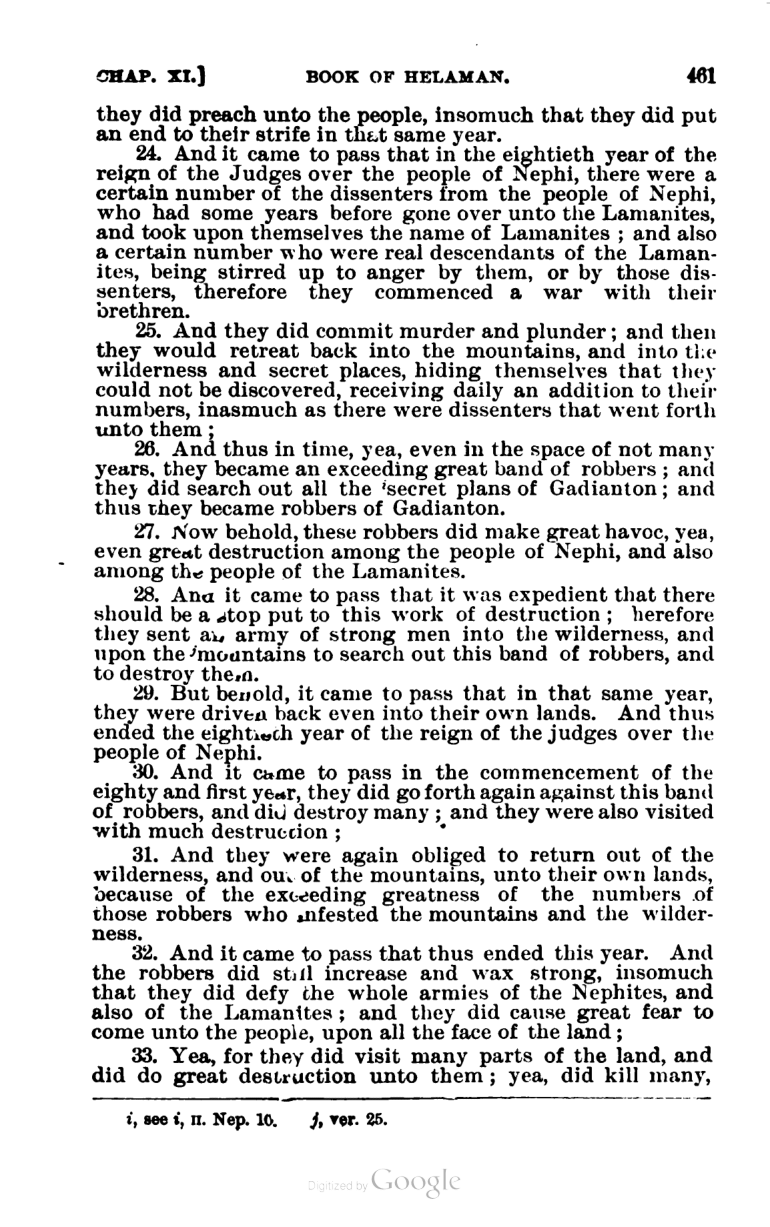 CHAP. XI.] BOOK OF HELAMAN. 461
they did preach unto the people, insomuch that they did put
an end to their strife in that same year.
24. And it came to pass that in the eightieth year of the
reign of the Judges over the people of Nephi, there were a
certain number of the dissenters from the people of Nephi,
who had some years before gone over unto the Lamanites,
and took upon themselves the name of Lamanites ; and also
a certain number who were real descendants of the Laman-
ites, being stirred up to anger by them, or by those dis-
senters, therefore they commenced a war with their
brethren.
25. And they did commit murder and plunder ; and then
they would retreat back into the mountains, and into the
wilderness and secret places, hiding themselves that they
could not be discovered, receiving daily an addition to their
numbers, inasmuch as there were dissenters that went forth
unto them ;
26. And thus in time, yea, even in the space of not many
years, they became an exceeding great band of robbers ; and
they did search out all the ⁱsecret plans of Gadianton ; and
thus they became robbers of Gadianton.
27. Now behold, these robbers did make great havoc, yea,
even great destruction among the people of Nephi, and also
among the people of the Lamanites.
28. And it came to pass that it was expedient that there
should be a stop put to this work of destruction ; herefore
they sent an army of strong men into the wilderness, and
upon the ʲmountains to search out this band of robbers, and
to destroy them.
29. But behold, it came to pass that in that same year,
they were driven back even into their own lands. And thus
ended the eightieth year of the reign of the judges over the
people of Nephi.
30. And it came to pass in the commencement of the
eighty and first year, they did go forth again against this band
of robbers, and did destroy many ; and they were also visited
with much destruction ;
31. And they were again obliged to return out of the
wilderness, and out of the mountains, unto their own lands,
because of the exceeding greatness of the numbers of
those robbers who infested the mountains and the wilder-
ness.
32. And it came to pass that thus ended this year. And
the robbers did still increase and wax strong, insomuch
that they did defy the whole armies of the Nephites, and
also of the Lamanites ; and they did cause great fear to
come unto the people, upon all the face of the land ;
33. Yea, for they did visit many parts of the land, and
did do great destruction unto them ; yea, did kill many,
i, see i, II. Nep. 10. j, ver. 25.
Digitized by Google